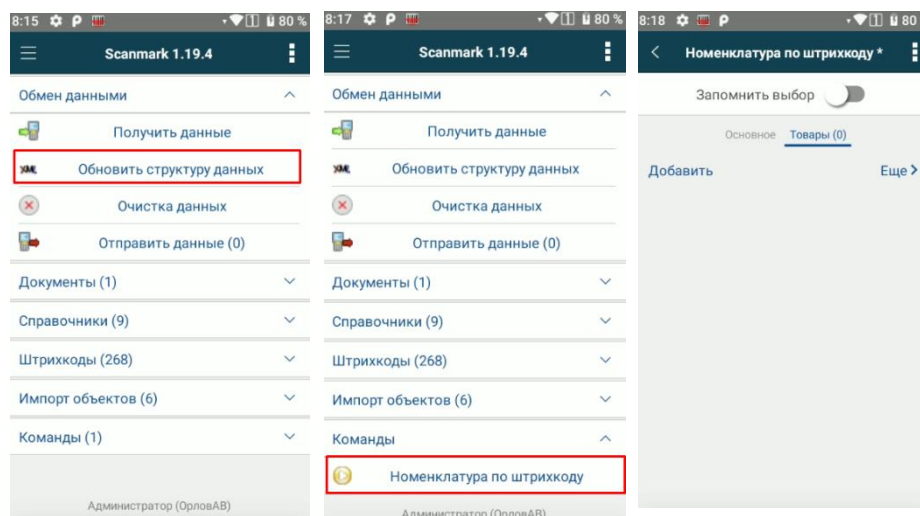 8:15 P 80 %
Scanmark 1.19.4
Обмен данными
Получить данные
XML Обновить структуру данных
Очистка данных
Отправить данные (0)
Документы (1)
Справочники (9)
Штрихкоды (268)
Импорт объектов (6)
Команды (1)
Администратор (ОрловАВ)
8:17 P 80 %
Scanmark 1.19.4
Обмен данными
Получить данные
XML Обновить структуру данных
Очистка данных
Отправить данные (0)
Документы (1)
Справочники (9)
Штрихкоды (268)
Импорт объектов (6)
Команды
Номенклатура по штрихкоду
Администратор (ОрловАВ)
8:18 P 80
Номенклатура по штрихкоду *
Запомнить выбор
Основное Товары (0)
Добавить Еще